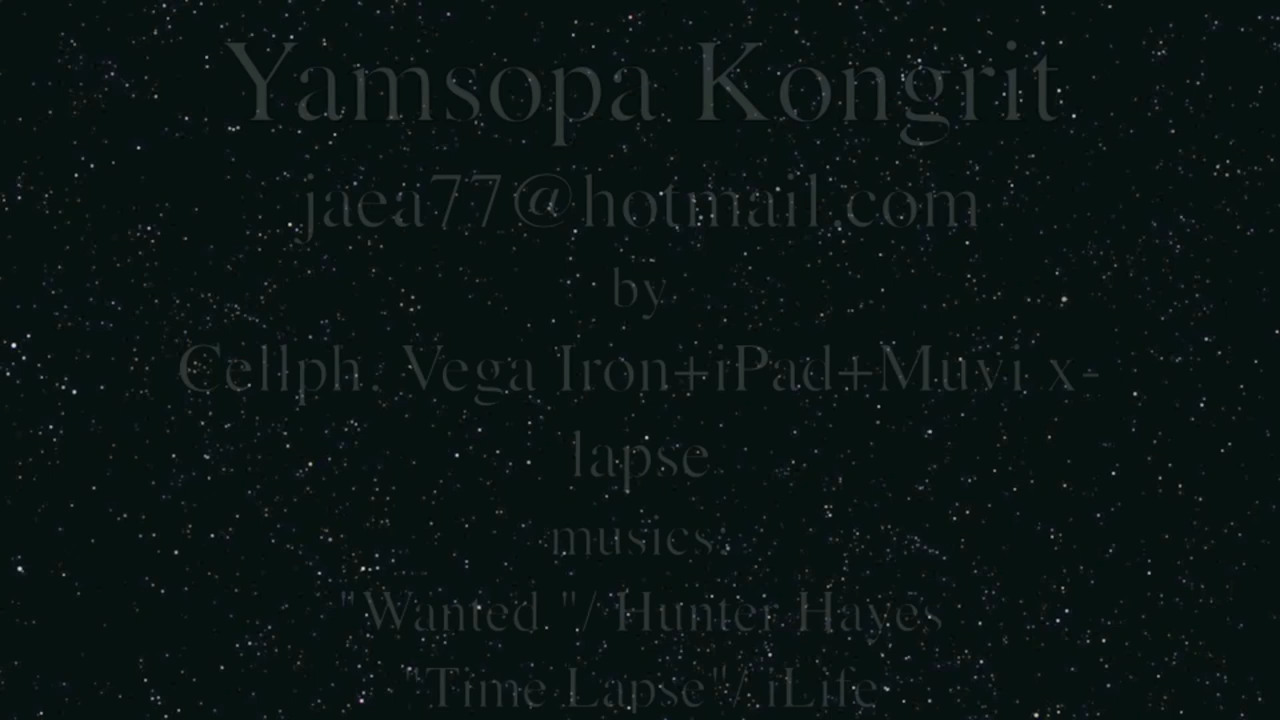 Yamsopa Kongrit
jaea77@hotmail.com
by
Cellph. Vega Iron+iPad+Muvi x-
lapse
musics:
"Wanted "/ Hunter Hayes
"Time Lapse"/ iLife